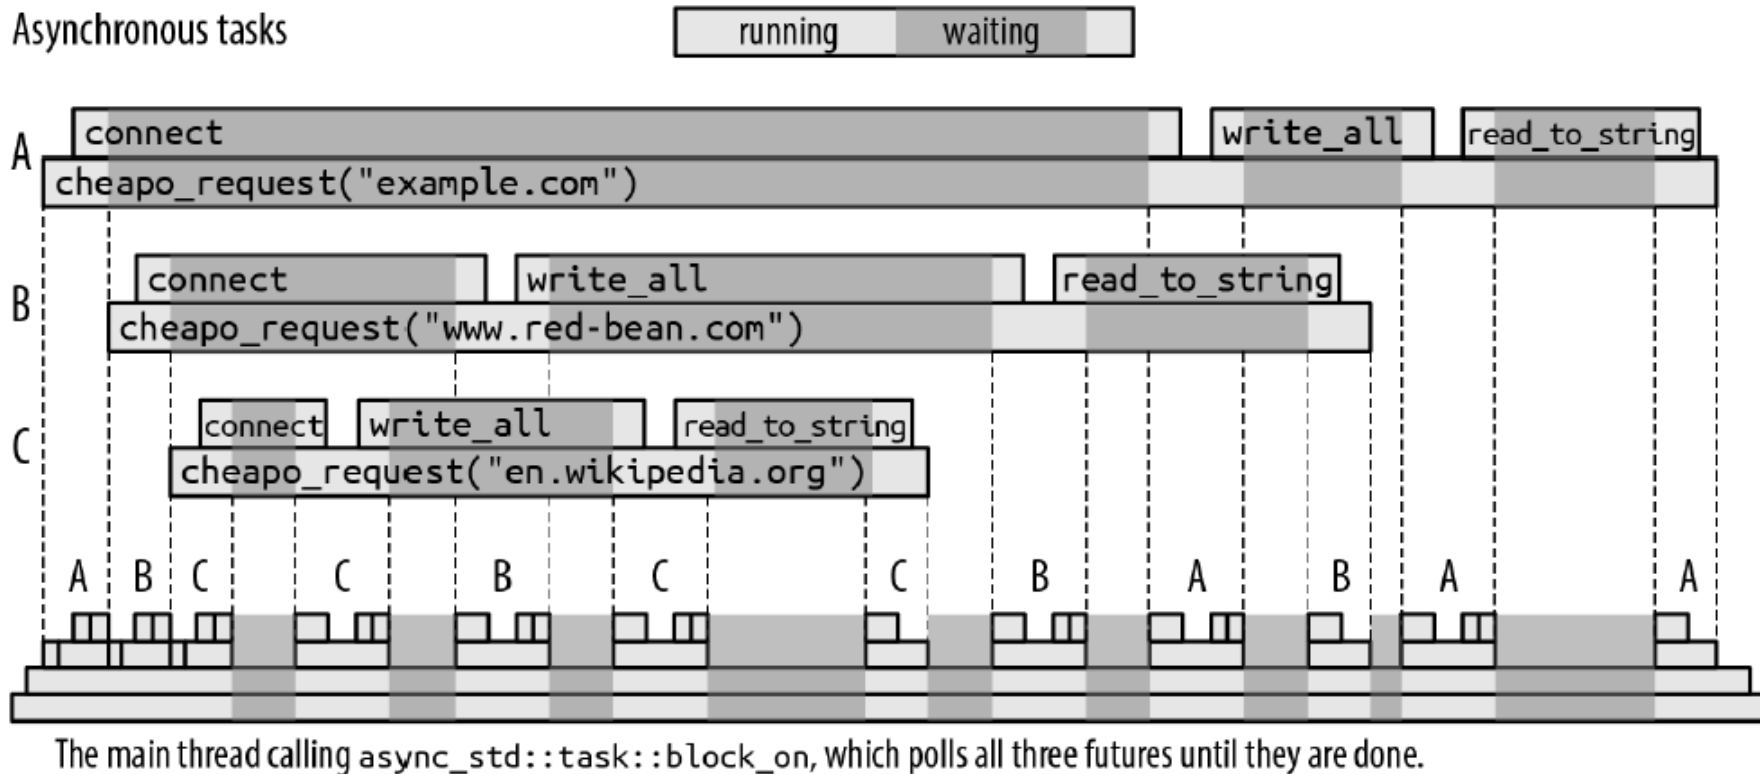 Asynchronous tasks
running waiting
A
connect write_all read_to_string
cheapo_request("example.com")
B
connect write_all read_to_string
cheapo_request("www.red-bean.com")
C
connect write_all read_to_string
cheapo_request("en.wikipedia.org")
A B C C B C C B A B A A
The main thread calling async_std::task::block_on, which polls all three futures until they are done.